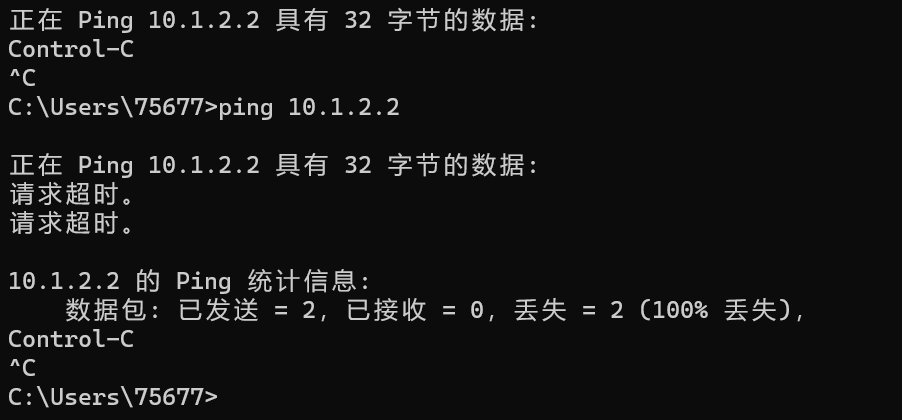 正在 Ping 10.1.2.2 具有 32 字节的数据:
Control-C
^C
C:\Users\75677>ping 10.1.2.2
正在 Ping 10.1.2.2 具有 32 字节的数据:
请求超时。
请求超时。
10.1.2.2 的 Ping 统计信息:
    数据包: 已发送 = 2，已接收 = 0，丢失 = 2 (100% 丢失)，
Control-C
^C
C:\Users\75677>